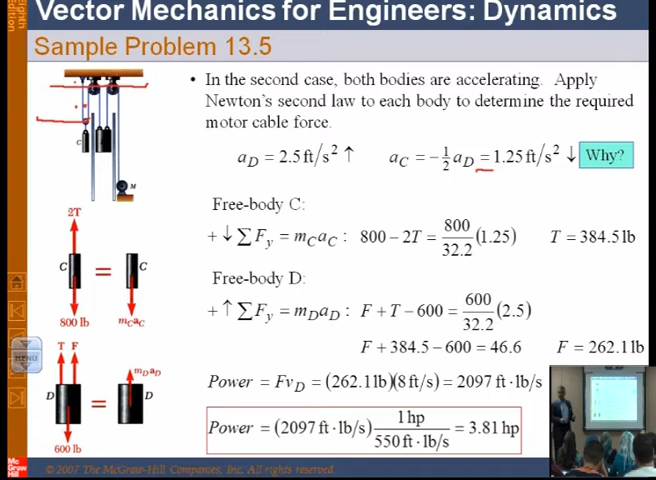 Eighth
Edition
Vector Mechanics for Engineers: Dynamics
Sample Problem 13.5
• In the second case, both bodies are accelerating. Apply
Newton's second law to each body to determine the required
motor cable force.
a_D = 2.5 ft/s² ↑ a_C = −½ a_D = 1.25 ft/s² ↓ Why?
C
M
Free-body C:
+↓ ∑F_y = m_C a_C : 800 − 2T = 800/32.2 (1.25) T = 384.5 lb
2T
C = C
800 lb m_C a_C
Free-body D:
+↑ ∑F_y = m_D a_D : F + T − 600 = 600/32.2 (2.5)
F + 384.5 − 600 = 46.6 F = 262.1 lb
MENU
T F
m_D a_D
D = D
600 lb
Power = Fv_D = (262.1 lb)(8 ft/s) = 2097 ft·lb/s
Power = (2097 ft·lb/s) 1 hp/550 ft·lb/s = 3.81 hp
Mc
Graw
Hill
© 2007 The McGraw-Hill Companies, Inc. All rights reserved.